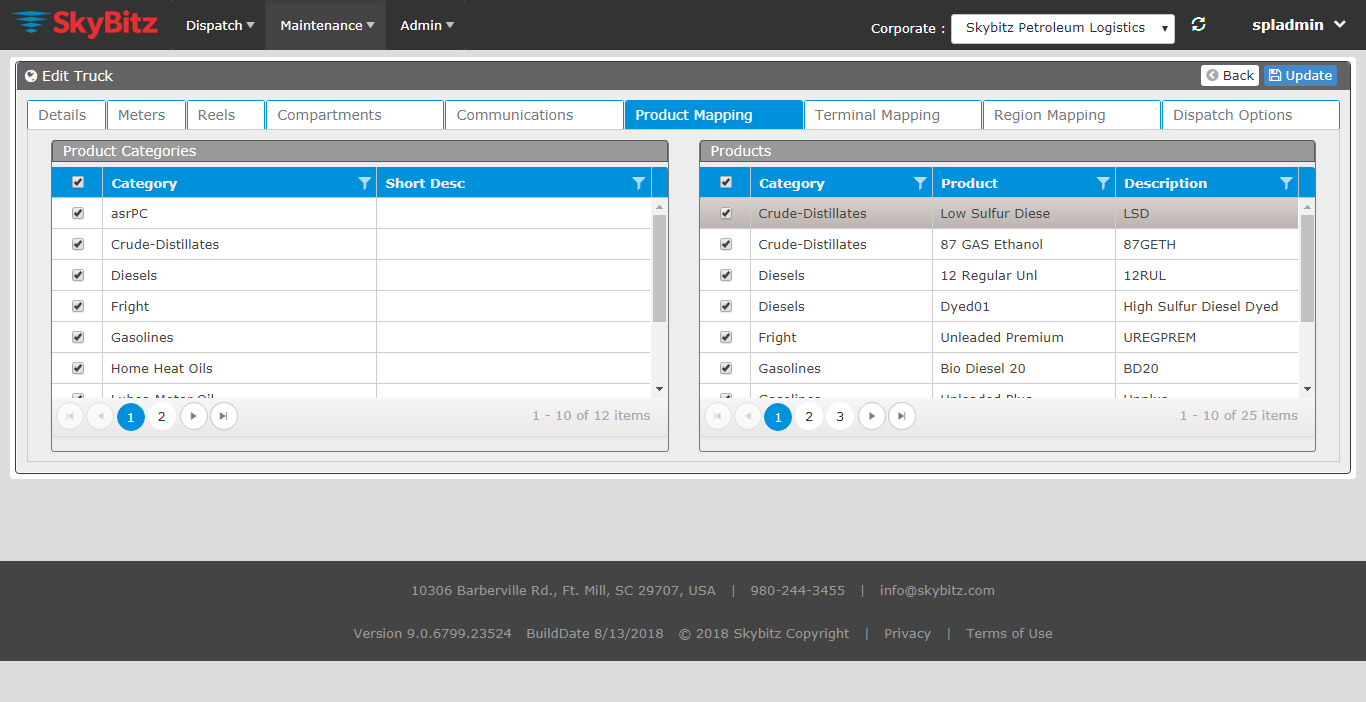 SkyBitz Dispatch Maintenance Admin Corporate : Skybitz Petroleum Logistics spladmin
Edit Truck Back Update
Details Meters Reels Compartments Communications Product Mapping Terminal Mapping Region Mapping Dispatch Options
Product Categories
Category Short Desc
asrPC
Crude-Distillates
Diesels
Fright
Gasolines
Home Heat Oils
Lubes Motor Oil
1 2 1 - 10 of 12 items
Products
Category Product Description
Crude-Distillates Low Sulfur Diese LSD
Crude-Distillates 87 GAS Ethanol 87GETH
Diesels 12 Regular Unl 12RUL
Diesels Dyed01 High Sulfur Diesel Dyed
Fright Unleaded Premium UREGPREM
Gasolines Bio Diesel 20 BD20
Gasolines Unleaded Plus
1 2 3 1 - 10 of 25 items
10306 Barberville Rd., Ft. Mill, SC 29707, USA | 980-244-3455 | info@skybitz.com
Version 9.0.6799.23524 BuildDate 8/13/2018 © 2018 Skybitz Copyright | Privacy | Terms of Use